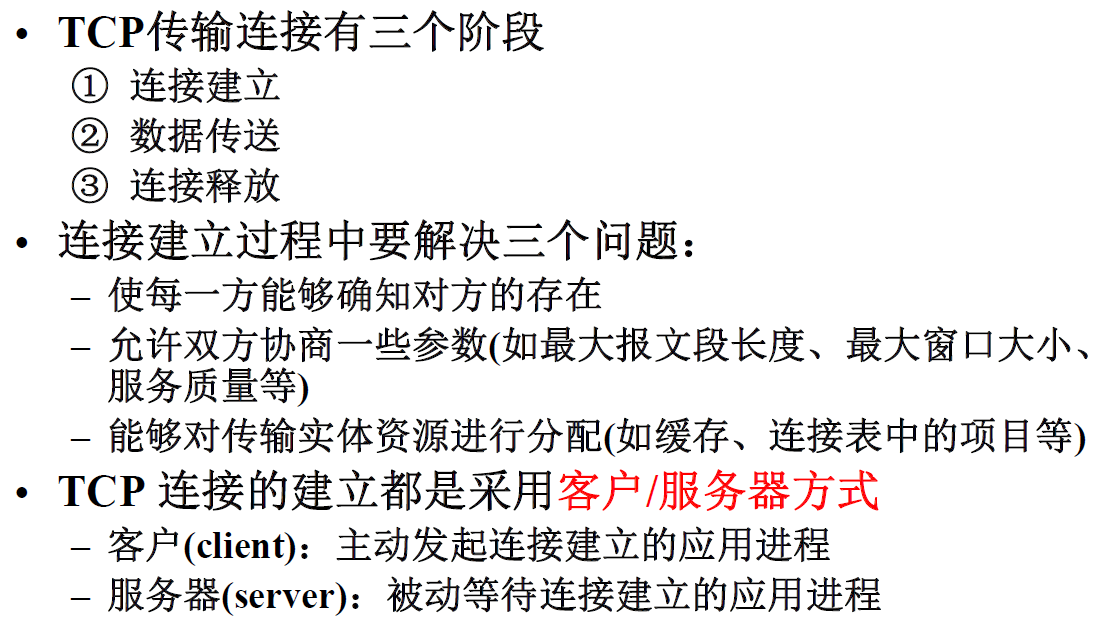 • TCP传输连接有三个阶段
① 连接建立
② 数据传送
③ 连接释放
• 连接建立过程中要解决三个问题：
– 使每一方能够确知对方的存在
– 允许双方协商一些参数(如最大报文段长度、最大窗口大小、
服务质量等)
– 能够对传输实体资源进行分配(如缓存、连接表中的项目等)
• TCP 连接的建立都是采用客户/服务器方式
– 客户(client)：主动发起连接建立的应用进程
– 服务器(server)：被动等待连接建立的应用进程